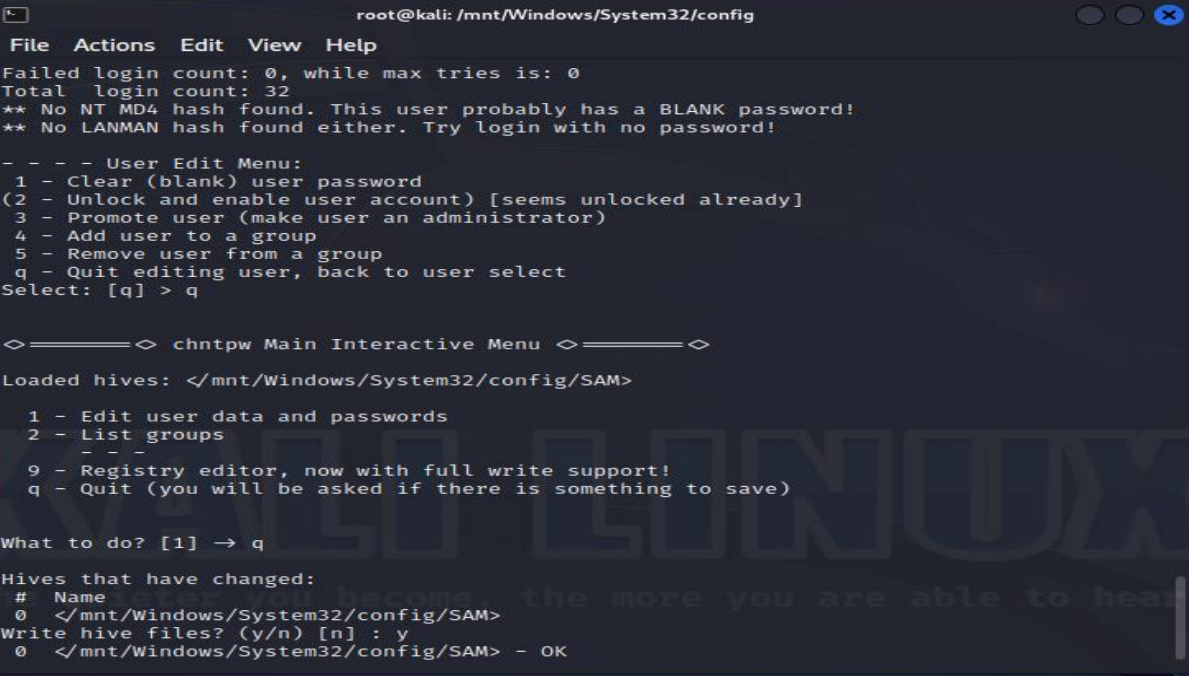 root@kali: /mnt/Windows/System32/config
File Actions Edit View Help
Failed login count: 0, while max tries is: 0
Total  login count: 32
** No NT MD4 hash found. This user probably has a BLANK password!
** No LANMAN hash found either. Try login with no password!
- - - - User Edit Menu:
 1 - Clear (blank) user password
(2 - Unlock and enable user account) [seems unlocked already]
 3 - Promote user (make user an administrator)
 4 - Add user to a group
 5 - Remove user from a group
 q - Quit editing user, back to user select
Select: [q] > q
<>========<> chntpw Main Interactive Menu <>========<>
Loaded hives: </mnt/Windows/System32/config/SAM>
  1 - Edit user data and passwords
  2 - List groups
      - - -
  9 - Registry editor, now with full write support!
  q - Quit (you will be asked if there is something to save)
What to do? [1] -> q
Hives that have changed:
 #  Name
 0  </mnt/Windows/System32/config/SAM>
Write hive files? (y/n) [n] : y
 0  </mnt/Windows/System32/config/SAM> - OK
KALI LINUX
you become, the more you are able to hear